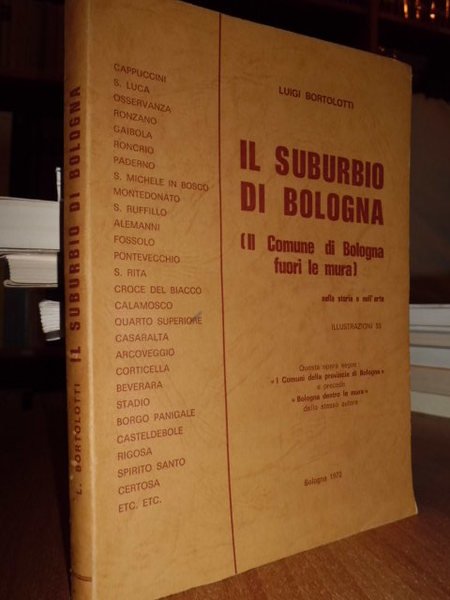 L. BORTOLOTTI IL SUBURBIO DI BOLOGNA
CAPPUCCINI
S. LUCA
OSSERVANZA
RONZANO
GAIBOLA
RONCRIO
PADERNO
S. MICHELE IN BOSCO
MONTEDONATO
S. RUFFILLO
ALEMANNI
FOSSOLO
PONTEVECCHIO
S. RITA
CROCE DEL BIACCO
CALAMOSCO
QUARTO SUPERIORE
CASARALTA
ARCOVEGGIO
CORTICELLA
BEVERARA
STADIO
BORGO PANIGALE
CASTELDEBOLE
RIGOSA
SPIRITO SANTO
CERTOSA
ETC. ETC.
LUIGI BORTOLOTTI
IL SUBURBIO
DI BOLOGNA
(Il Comune di Bologna
fuori le mura)
nella storia e nell'arte
ILLUSTRAZIONI 55
Questa opera segue:
«I Comuni della provincia di Bologna»
e precede
«Bologna dentro le mura»
dello stesso autore
Bologna 1972